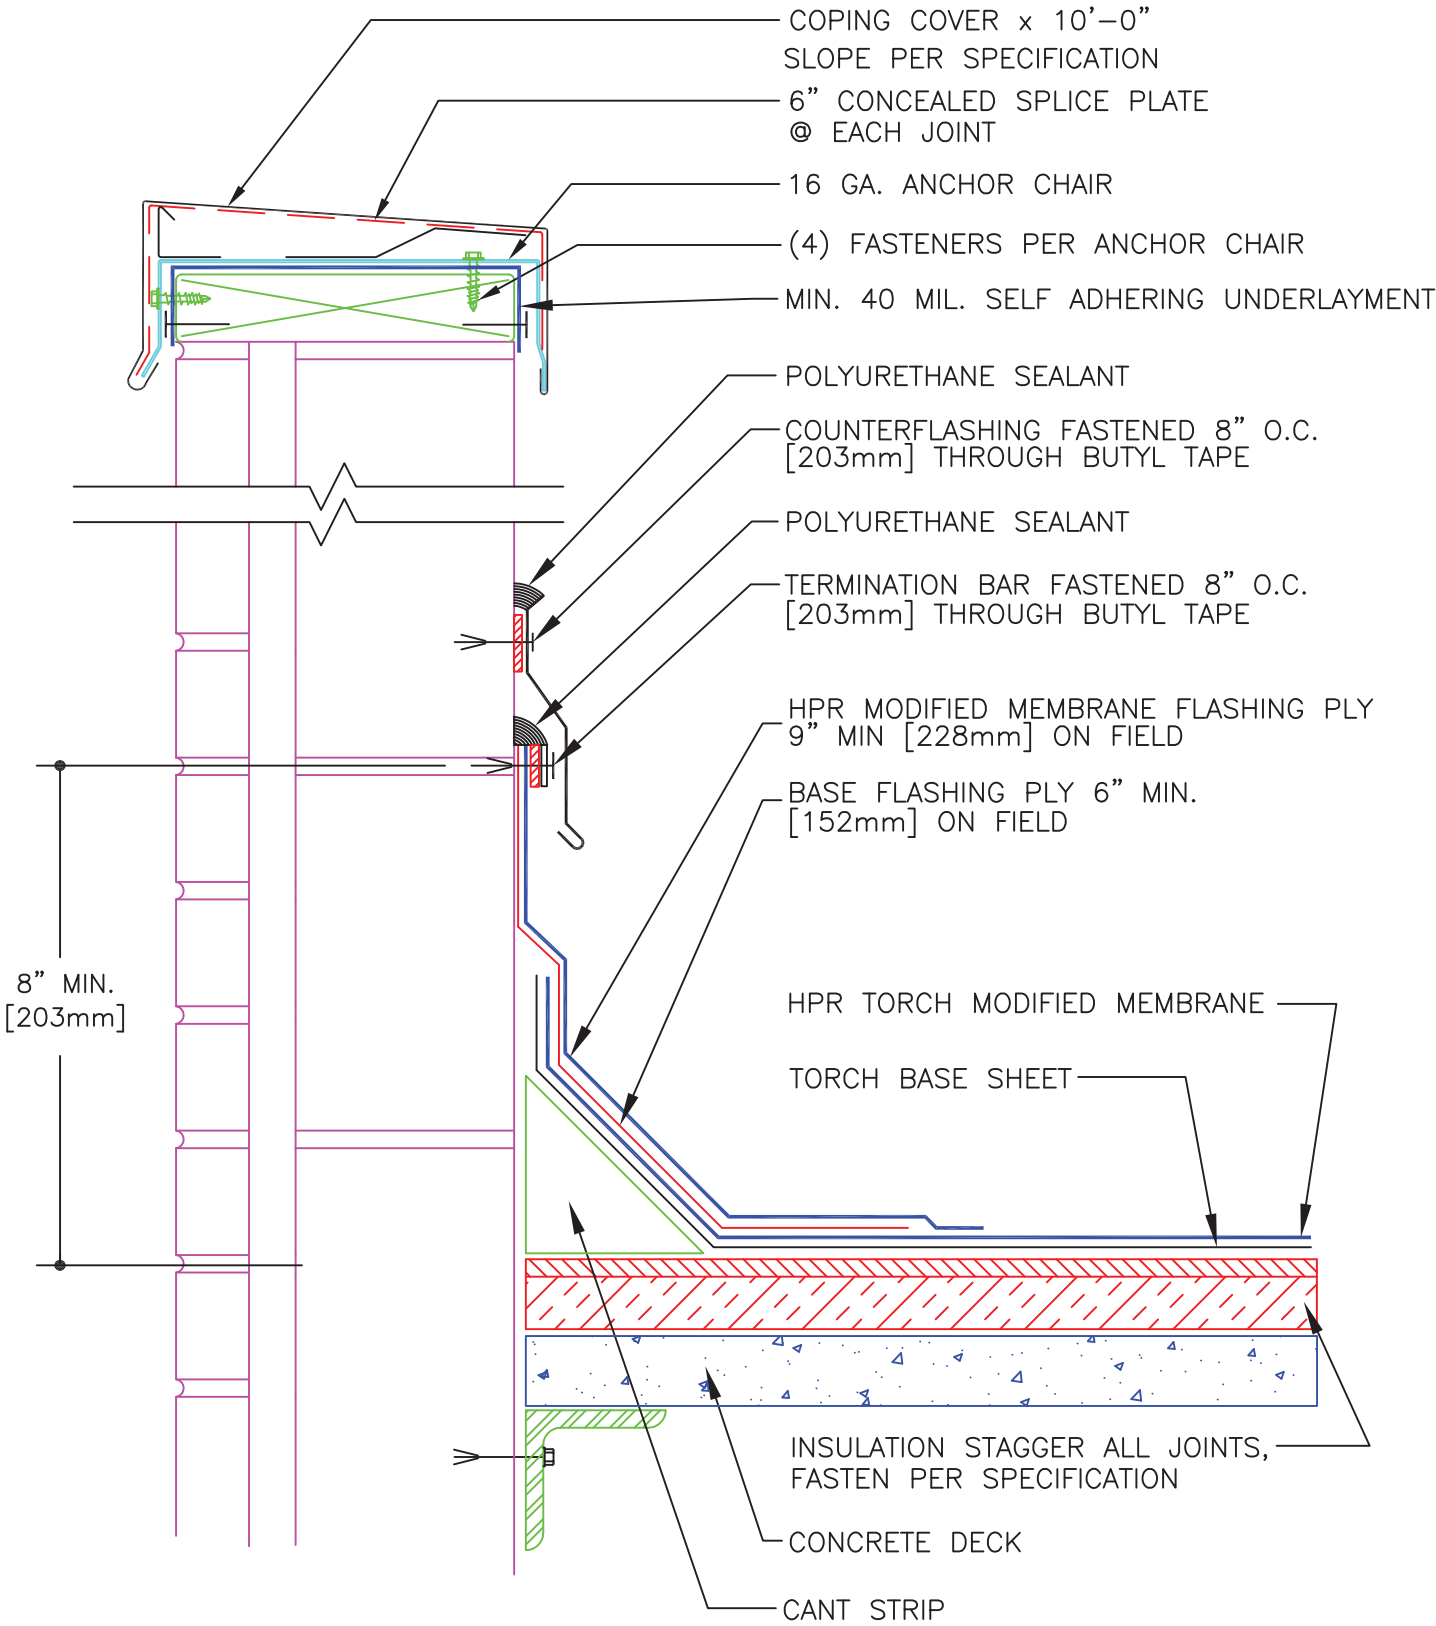 COPING COVER x 10'-0"
SLOPE PER SPECIFICATION
6" CONCEALED SPLICE PLATE
@ EACH JOINT
16 GA. ANCHOR CHAIR
(4) FASTENERS PER ANCHOR CHAIR
MIN. 40 MIL. SELF ADHERING UNDERLAYMENT
POLYURETHANE SEALANT
COUNTERFLASHING FASTENED 8" O.C.
[203mm] THROUGH BUTYL TAPE
POLYURETHANE SEALANT
TERMINATION BAR FASTENED 8" O.C.
[203mm] THROUGH BUTYL TAPE
HPR MODIFIED MEMBRANE FLASHING PLY
9" MIN [228mm] ON FIELD
BASE FLASHING PLY 6" MIN.
[152mm] ON FIELD
8" MIN.
[203mm]
HPR TORCH MODIFIED MEMBRANE
TORCH BASE SHEET
INSULATION STAGGER ALL JOINTS,
FASTEN PER SPECIFICATION
CONCRETE DECK
CANT STRIP